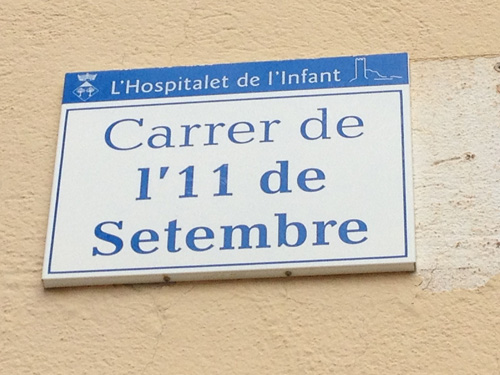 L'Hospitalet de l'Infant
Carrer de
l'11 de
Setembre